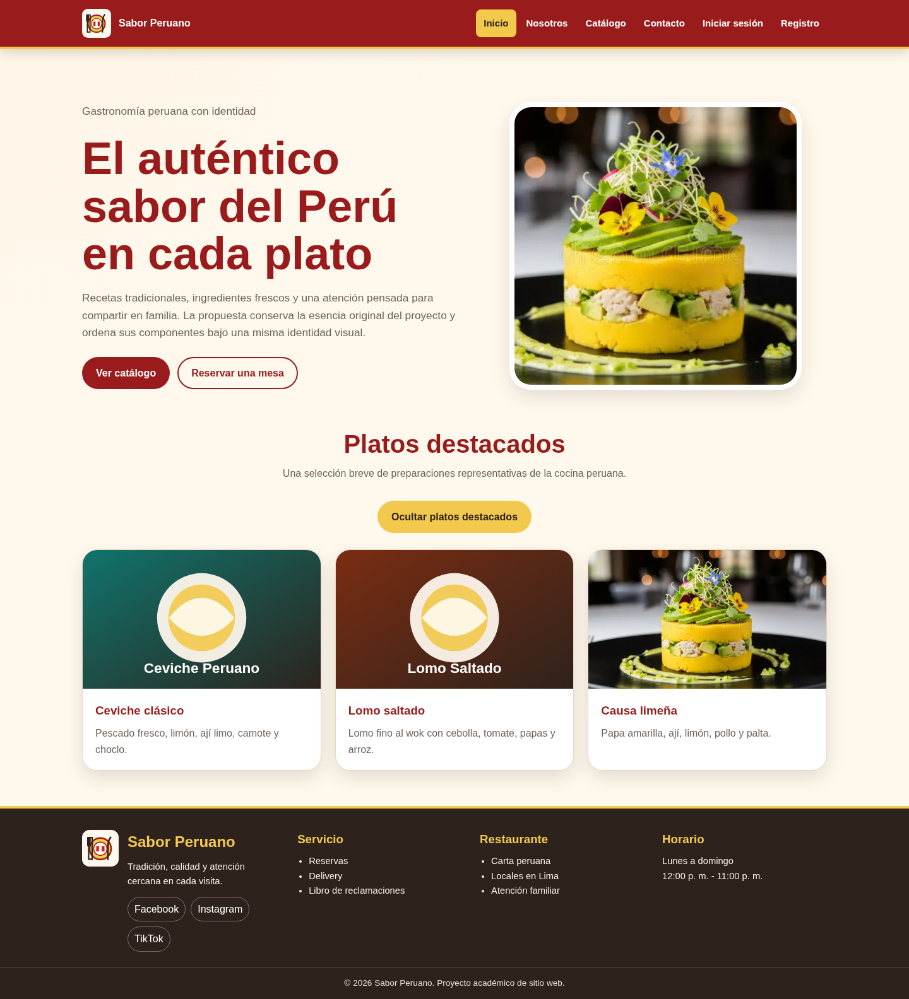 Sabor Peruano
Inicio
Nosotros
Catálogo
Contacto
Iniciar sesión
Registro
Gastronomía peruana con identidad
El auténtico
sabor del Perú
en cada plato
Recetas tradicionales, ingredientes frescos y una atención pensada para
compartir en familia. La propuesta conserva la esencia original del proyecto y
ordena sus componentes bajo una misma identidad visual.
Ver catálogo
Reservar una mesa
dreamstime
Platos destacados
Una selección breve de preparaciones representativas de la cocina peruana.
Ocultar platos destacados
Ceviche Peruano
Lomo Saltado
Ceviche clásico
Pescado fresco, limón, ají limo, camote y
choclo.
Lomo saltado
Lomo fino al wok con cebolla, tomate, papas y
arroz.
Causa limeña
Papa amarilla, ají, limón, pollo y palta.
Sabor Peruano
Tradición, calidad y atención
cercana en cada visita.
Facebook
Instagram
TikTok
Servicio
Reservas
Delivery
Libro de reclamaciones
Restaurante
Carta peruana
Locales en Lima
Atención familiar
Horario
Lunes a domingo
12:00 p. m. - 11:00 p. m.
© 2026 Sabor Peruano. Proyecto académico de sitio web.